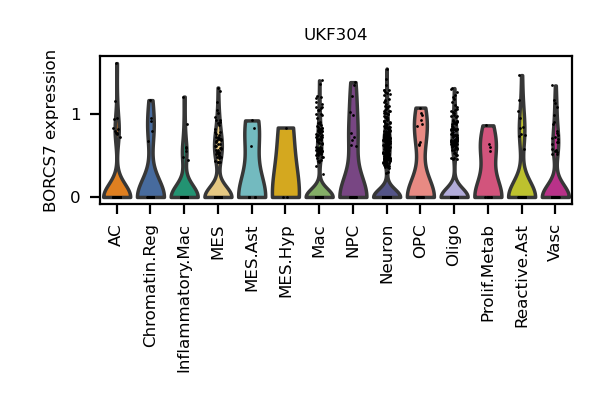 UKF304
BORCS7 expression
1
0
AC
Chromatin.Reg
Inflammatory.Mac
MES
MES.Ast
MES.Hyp
Mac
NPC
Neuron
OPC
Oligo
Prolif.Metab
Reactive.Ast
Vasc